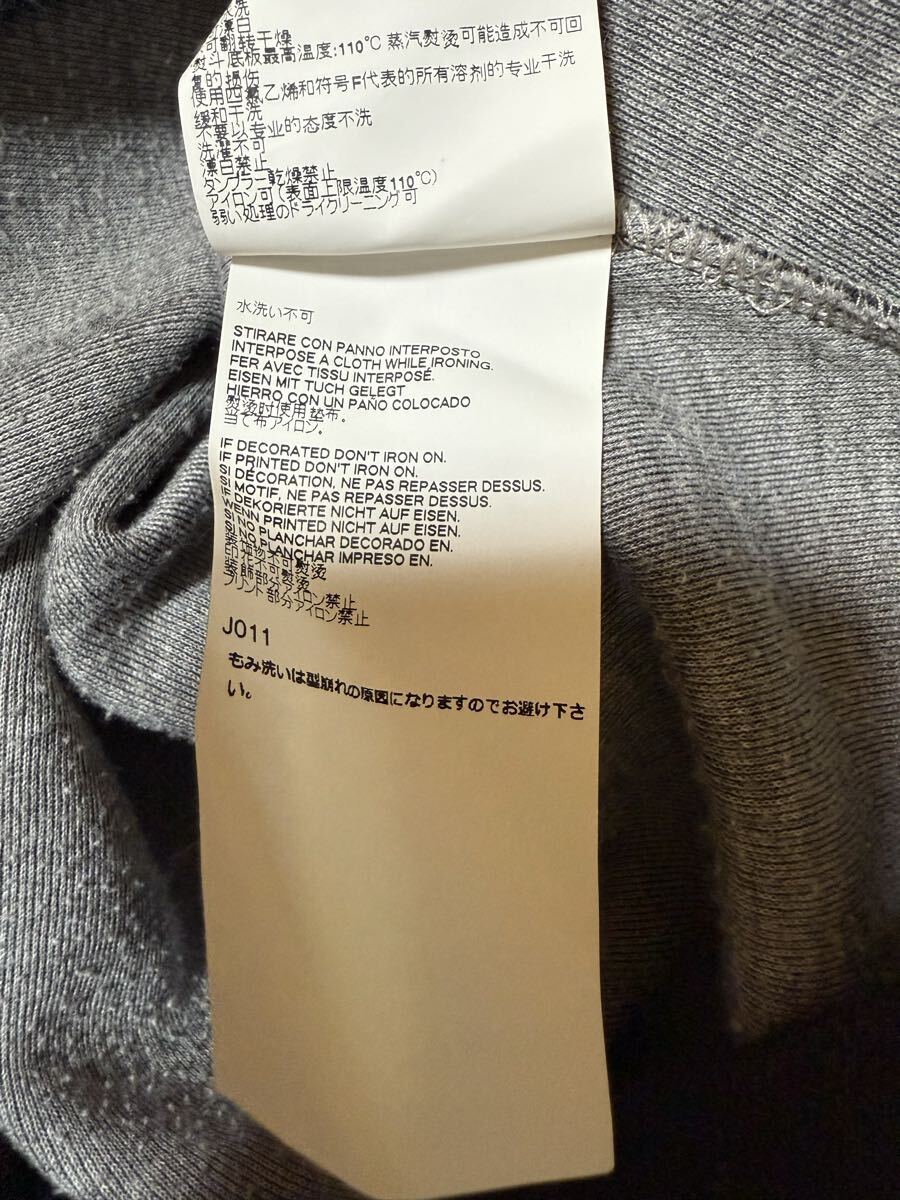 可翻转干燥
熨斗底板最高温度:110℃ 蒸汽熨烫可能造成不可回
复的损伤
使用四氯乙烯和符号F代表的所有溶剂的专业干洗
缓和干洗
不要以专业的态度不洗
洗濯不可
漂白禁止
タンブラー乾燥禁止
アイロン可(表面上限温度110℃)
弱い処理のドライクリーニング可
水洗い不可
STIRARE CON PANNO INTERPOSTO
INTERPOSE A CLOTH WHILE IRONING.
FER AVEC TISSU INTERPOSÉ.
EISEN MIT TUCH GELEGT
HIERRO CON UN PAÑO COLOCADO
熨烫时使用垫布。
当て布アイロン。
IF DECORATED DON'T IRON ON.
IF PRINTED DON'T IRON ON.
SI DÉCORATION, NE PAS REPASSER DESSUS.
SI MOTIF, NE PAS REPASSER DESSUS.
IF DEKORIERTE NICHT AUF EISEN.
WENN PRINTED NICHT AUF EISEN.
SI NO PLANCHAR DECORADO EN.
SI NO PLANCHAR IMPRESO EN.
装饰物不可熨烫
印花不可熨烫
装飾部分アイロン禁止
プリント部分アイロン禁止
J011
もみ洗いは型崩れの原因になりますのでお避け下さ
い。